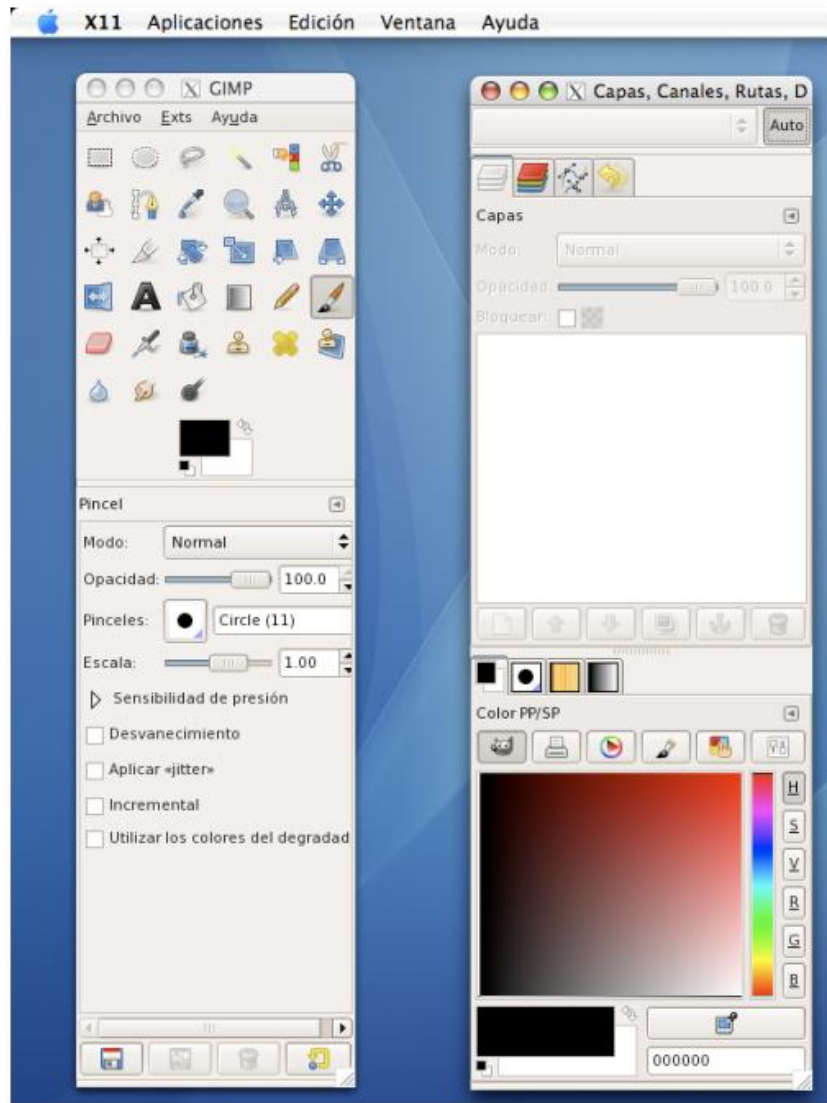 X11 Aplicaciones Edición Ventana Ayuda
GIMP
Archivo Exts Ayuda
Pincel
Modo: Normal
Opacidad: 100.0
Pinceles: Circle (11)
Escala: 1.00
Sensibilidad de presión
Desvanecimiento
Aplicar «jitter»
Incremental
Utilizar los colores del degradad
Capas, Canales, Rutas, D
Auto
Capas
Modo: Normal
Opacidad: 100.0
Bloquear:
Color PP/SP
H
S
V
R
G
B
000000